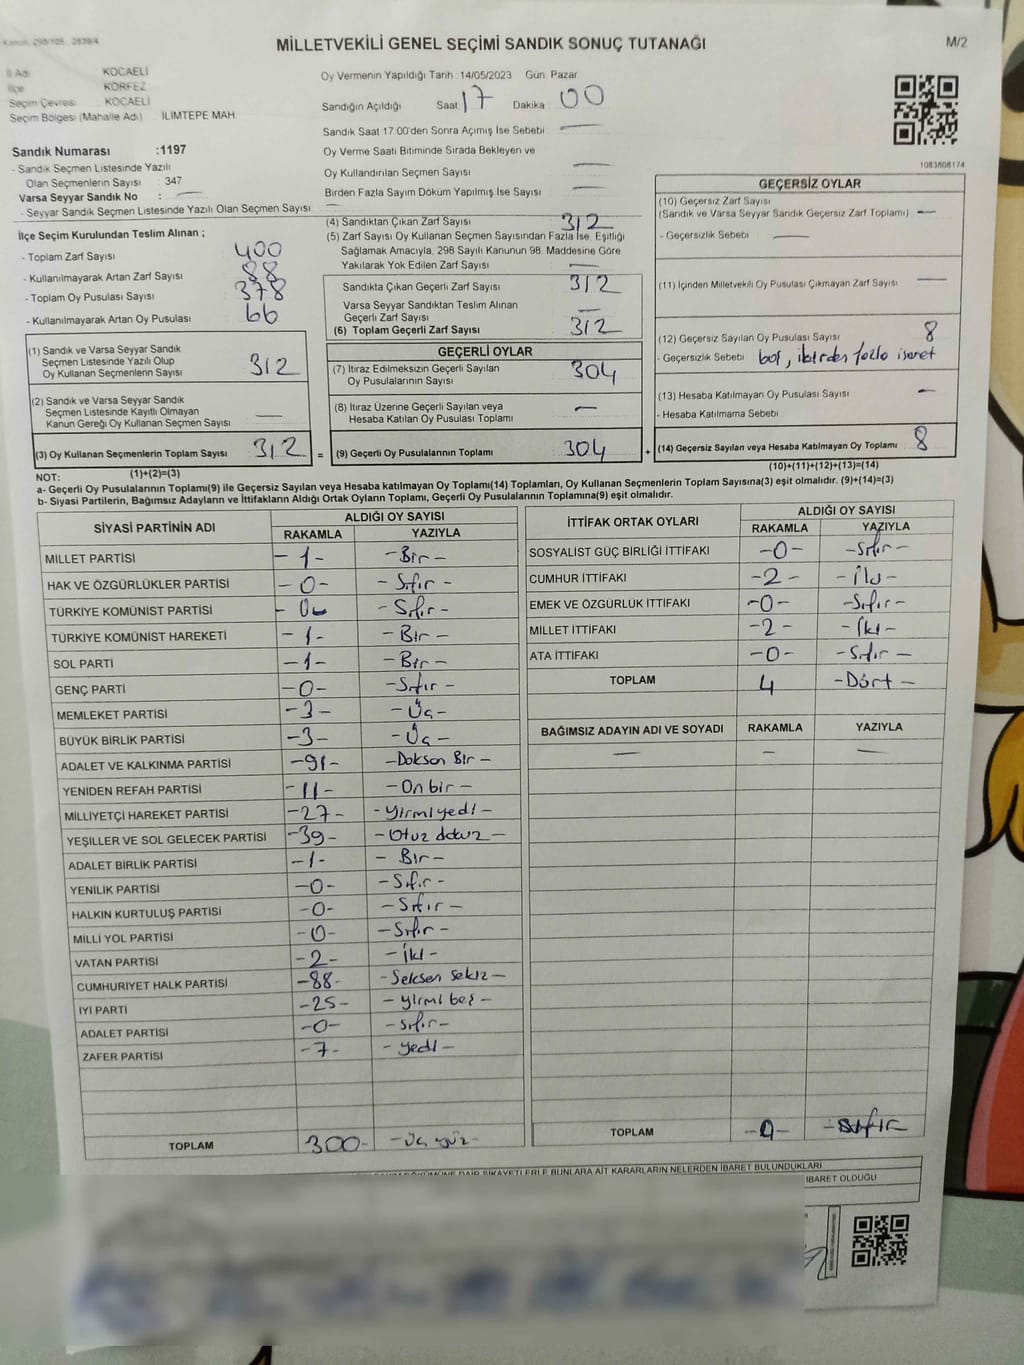 Kanun: 298/105, 2839/4
MİLLETVEKİLİ GENEL SEÇİMİ SANDIK SONUÇ TUTANAĞI
M/2
İl Adı : KOCAELİ
İlçe : KÖRFEZ
Seçim Çevresi : KOCAELİ
Seçim Bölgesi (Mahalle Adı) : İLİMTEPE MAH
Sandık Numarası :1197
- Sandık Seçmen Listesinde Yazılı
Olan Seçmenlerin Sayısı : 347
Varsa Seyyar Sandık No : —
- Seyyar Sandık Seçmen Listesinde Yazılı Olan Seçmen Sayısı —
Oy Vermenin Yapıldığı Tarih :14/05/2023 Gün: Pazar
Sandığın Açıldığı Saat 17 Dakika 00
Sandık Saat 17.00'den Sonra Açımış İse Sebebi : —
Oy Verme Saati Bitiminde Sırada Bekleyen ve
Oy Kullandırılan Seçmen Sayısı —
Birden Fazla Sayım Döküm Yapılmış İse Sayısı —
1083808174
İlçe Seçim Kurulundan Teslim Alınan ;
- Toplam Zarf Sayısı 400
- Kullanılmayarak Artan Zarf Sayısı 88
- Toplam Oy Pusulası Sayısı 378
- Kullanılmayarak Artan Oy Pusulası 66
(4) Sandıktan Çıkan Zarf Sayısı 312
(5) Zarf Sayısı Oy Kullanan Seçmen Sayısından Fazla İse, Eşitliği
Sağlamak Amacıyla, 298 Sayılı Kanunun 98. Maddesine Göre
Yakılarak Yok Edilen Zarf Sayısı —
Sandıkta Çıkan Geçerli Zarf Sayısı 312
Varsa Seyyar Sandıktan Teslim Alınan
Geçerli Zarf Sayısı —
(6) Toplam Geçerli Zarf Sayısı 312
GEÇERSİZ OYLAR
(10) Geçersiz Zarf Sayısı
(Sandık ve Varsa Seyyar Sandık Geçersiz Zarf Toplamı) —
- Geçersizlik Sebebi —
(11) İçinden Milletvekili Oy Pusulası Çıkmayan Zarf Sayısı —
(12) Geçersiz Sayılan Oy Pusulası Sayısı 8
- Geçersizlik Sebebi boş, birden fazla işaret
(13) Hesaba Katılmayan Oy Pusulası Sayısı —
- Hesaba Katılmama Sebebi
(14) Geçersiz Sayılan veya Hesaba Katılmayan Oy Toplamı 8
(10)+(11)+(12)+(13)=(14)
(1) Sandık ve Varsa Seyyar Sandık
Seçmen Listesinde Yazılı Olup
Oy Kullanan Seçmenlerin Sayısı 312
(2) Sandık ve Varsa Seyyar Sandık
Seçmen Listesinde Kayıtlı Olmayan
Kanun Gereği Oy Kullanan Seçmen Sayısı —
(3) Oy Kullanan Seçmenlerin Toplam Sayısı 312 =
(1)+(2)=(3)
GEÇERLİ OYLAR
(7) İtiraz Edilmeksizin Geçerli Sayılan
Oy Pusulalarının Sayısı 304
(8) İtiraz Üzerine Geçerli Sayılan veya
Hesaba Katılan Oy Pusulası Toplamı —
(9) Geçerli Oy Pusulalarının Toplamı 304 +
NOT:
a- Geçerli Oy Pusulalarının Toplamı(9) ile Geçersiz Sayılan veya Hesaba katılmayan Oy Toplamı(14) Toplamları, Oy Kullanan Seçmenlerin Toplam Sayısına(3) eşit olmalıdır. (9)+(14)=(3)
b- Siyasi Partilerin, Bağımsız Adayların ve İttifakların Aldığı Ortak Oyların Toplamı, Geçerli Oy Pusulalarının Toplamına(9) eşit olmalıdır.
SİYASİ PARTİNİN ADI ALDIĞI OY SAYISI
RAKAMLA YAZIYLA
MİLLET PARTİSİ -1- -Bir-
HAK VE ÖZGÜRLÜKLER PARTİSİ -0- -Sıfır-
TÜRKİYE KOMÜNİST PARTİSİ -0- -Sıfır-
TÜRKİYE KOMÜNİST HAREKETİ -1- -Bir-
SOL PARTİ -1- -Bir-
GENÇ PARTİ -0- -Sıfır-
MEMLEKET PARTİSİ -3- -Üç-
BÜYÜK BİRLİK PARTİSİ -3- -Üç-
ADALET VE KALKINMA PARTİSİ -91- -Doksan Bir-
YENİDEN REFAH PARTİSİ -11- -On bir-
MİLLİYETÇİ HAREKET PARTİSİ -27- -Yirmi yedi-
YEŞİLLER VE SOL GELECEK PARTİSİ -39- -Otuz dokuz-
ADALET BİRLİK PARTİSİ -1- -Bir-
YENİLİK PARTİSİ -0- -Sıfır-
HALKIN KURTULUŞ PARTİSİ -0- -Sıfır-
MİLLİ YOL PARTİSİ -0- -Sıfır-
VATAN PARTİSİ -2- -İki-
CUMHURİYET HALK PARTİSİ -88- -Seksen sekiz-
İYİ PARTİ -25- -yirmi beş-
ADALET PARTİSİ -0- -sıfır-
ZAFER PARTİSİ -7- -yedi-
TOPLAM 300- -üç yüz-
İTTİFAK ORTAK OYLARI ALDIĞI OY SAYISI
RAKAMLA YAZIYLA
SOSYALİST GÜÇ BİRLİĞİ İTTİFAKI -0- -Sıfır-
CUMHUR İTTİFAKI -2- -İki-
EMEK VE ÖZGÜRLÜK İTTİFAKI -0- -Sıfır-
MİLLET İTTİFAKI -2- -İki-
ATA İTTİFAKI -0- -Sıfır-
TOPLAM 4 -Dört-
BAĞIMSIZ ADAYIN ADI VE SOYADI RAKAMLA YAZIYLA
— — —
TOPLAM -0- -Sıfır-
ŞİKAYETLERLE BUNLARA AİT KARARLARIN NELERDEN İBARET BULUNDUKLARI
İBARET OLDUĞU